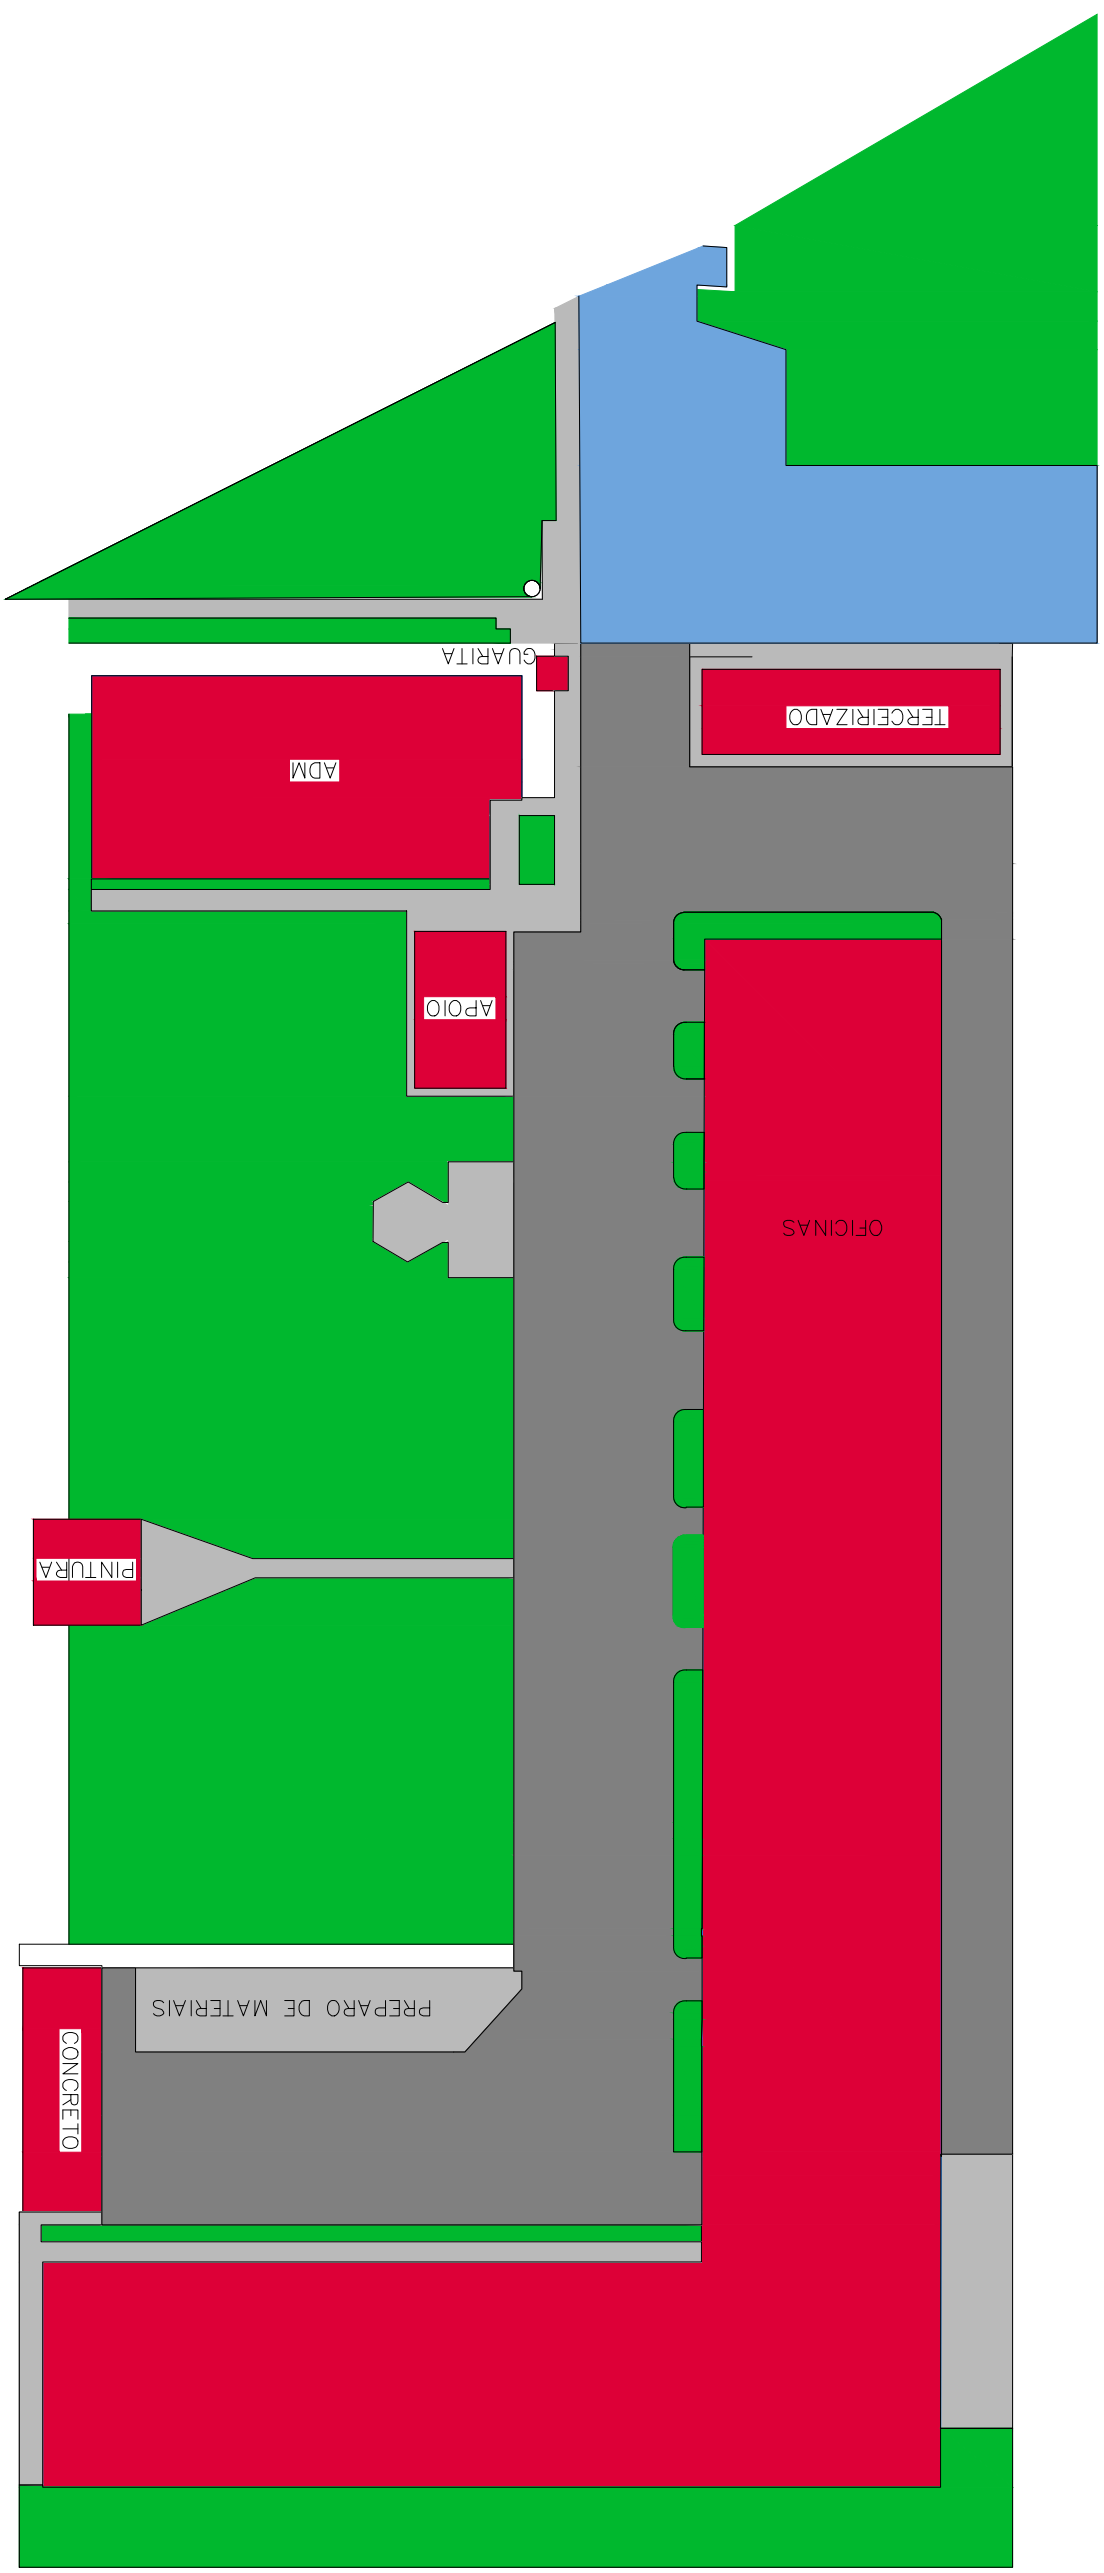 GUARITA
TERCEIRIZADO
ADM
APOIO
OFICINAS
PINTURA
PREPARO DE MATERIAIS
CONCRETO